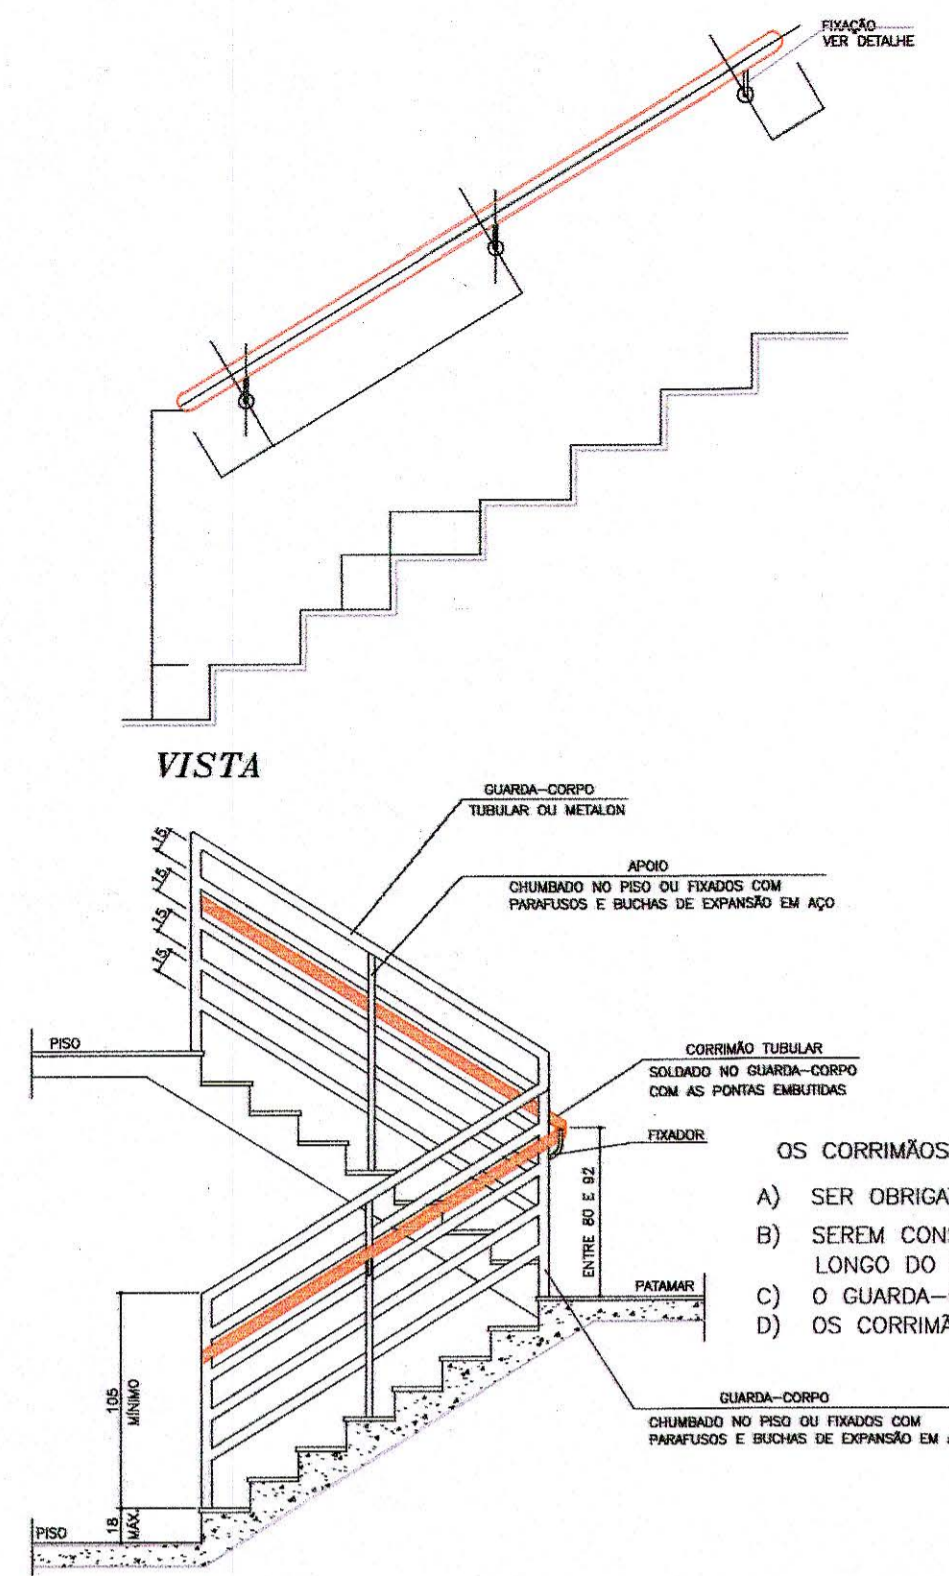 FIXAÇÃO
VER DETALHE
VISTA
GUARDA-CORPO
TUBULAR OU METALON
APOIO
CHUMBADO NO PISO OU FIXADOS COM
PARAFUSOS E BUCHAS DE EXPANSÃO EM AÇO
15
15
15
15
PISO
CORRIMÃO TUBULAR
SOLDADO NO GUARDA-CORPO
COM AS PONTAS EMBUTIDAS
FIXADOR
OS CORRIMÃOS
A) SER OBRIGA
B) SEREM CONS
LONGO DO
C) O GUARDA-
D) OS CORRIMÃ
ENTRE 80 E 92
PATAMAR
105
MÍNIMO
GUARDA-CORPO
CHUMBADO NO PISO OU FIXADOS COM
PARAFUSOS E BUCHAS DE EXPANSÃO EM
18
MÁX.
PISO